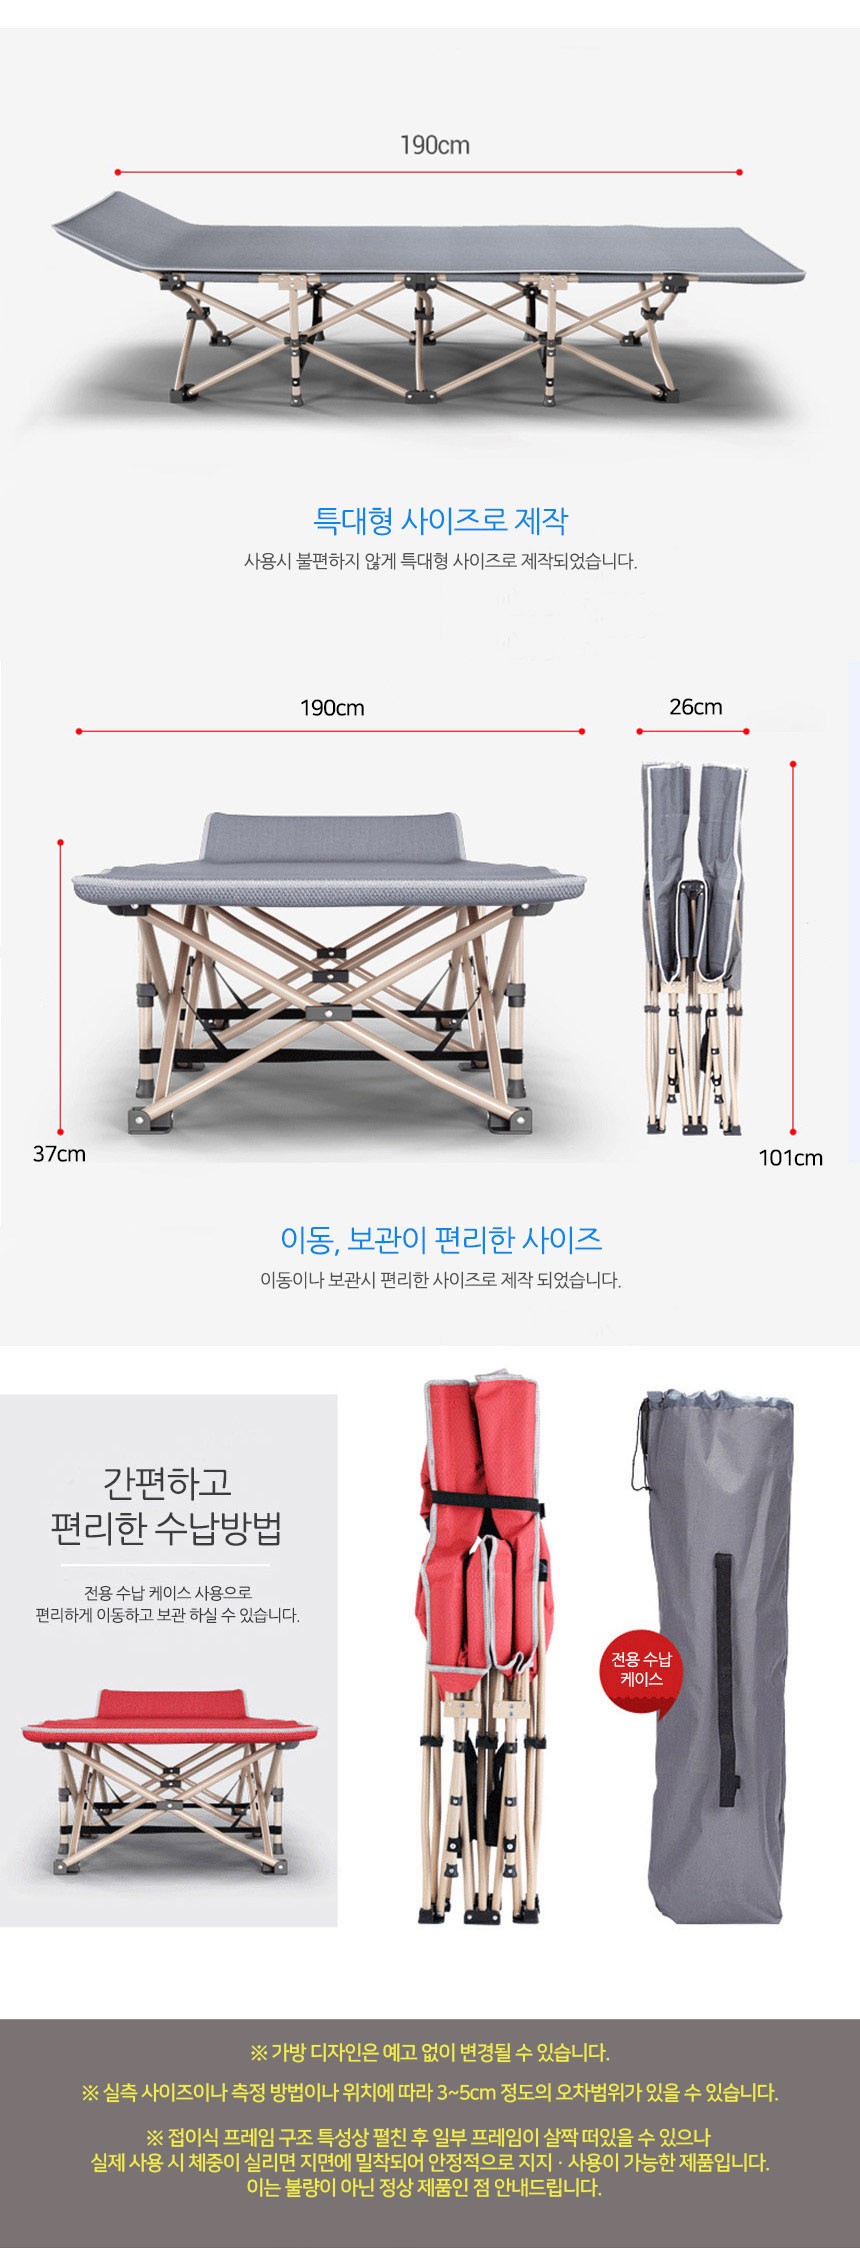 190cm
특대형 사이즈로 제작
사용시 불편하지 않게 특대형 사이즈로 제작되었습니다.
190cm
26cm
37cm
101cm
이동, 보관이 편리한 사이즈
이동이나 보관시 편리한 사이즈로 제작 되었습니다.
간편하고
편리한 수납방법
전용 수납 케이스 사용으로
편리하게 이동하고 보관 하실 수 있습니다.
전용 수납
케이스
※ 가방 디자인은 예고 없이 변경될 수 있습니다.
※ 실측 사이즈이나 측정 방법이나 위치에 따라 3~5cm 정도의 오차범위가 있을 수 있습니다.
※ 접이식 프레임 구조 특성상 펼친 후 일부 프레임이 살짝 떠있을 수 있으나
실제 사용 시 체중이 실리면 지면에 밀착되어 안정적으로 지지 · 사용이 가능한 제품입니다.
이는 불량이 아닌 정상 제품인 점 안내드립니다.